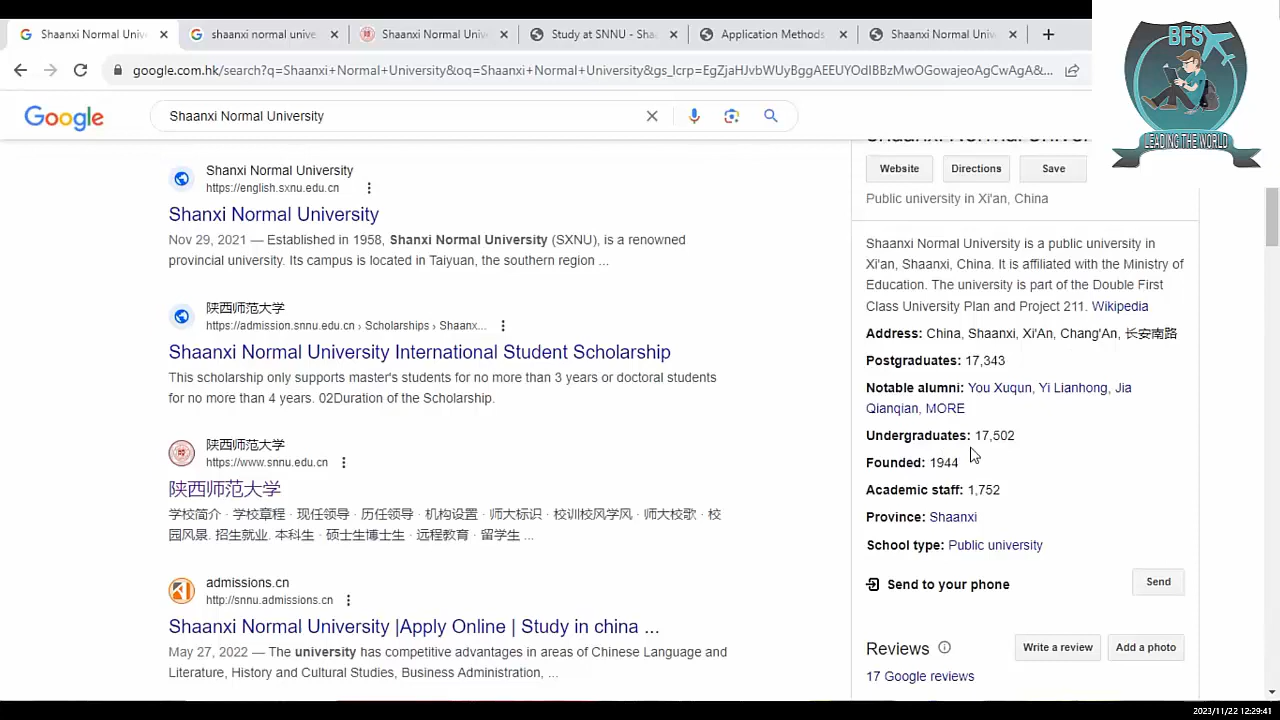 Shaanxi Normal Univ
shaanxi normal unive
Shaanxi Normal Un
Study at SNNU - Sha
Application Methods
Shaanxi Normal Univ
google.com.hk/search?q=Shaanxi+Normal+University&oq=Shaanxi+Normal+University&gs_lcrp=EgZjaHJvbWUyBggAEEUYOdIBBzMwOGowajeoAgCwAgA&...
Google
Shaanxi Normal University
BFS
LEADING THE WORLD
Shanxi Normal University
https://english.sxnu.edu.cn
Shanxi Normal University
Nov 29, 2021 — Established in 1958, Shanxi Normal University (SXNU), is a renowned
provincial university. Its campus is located in Taiyuan, the southern region ...
陕西师范大学
https://admission.snnu.edu.cn › Scholarships › Shaanx...
Shaanxi Normal University International Student Scholarship
This scholarship only supports master's students for no more than 3 years or doctoral students
for no more than 4 years. 02Duration of the Scholarship.
陕西师范大学
https://www.snnu.edu.cn
陕西师范大学
学校简介 · 学校章程 · 现任领导 · 历任领导 · 机构设置 · 师大标识 · 校训校风学风 · 师大校歌 · 校
园风景. 招生就业. 本科生 · 硕士生博士生 · 远程教育 · 留学生 ...
admissions.cn
http://snnu.admissions.cn
Shaanxi Normal University |Apply Online | Study in china ...
May 27, 2022 — The university has competitive advantages in areas of Chinese Language and
Literature, History and Cultural Studies, Business Administration, ...
Shaanxi Normal University
Website
Directions
Save
Public university in Xi'an, China
Shaanxi Normal University is a public university in
Xi'an, Shaanxi, China. It is affiliated with the Ministry of
Education. The university is part of the Double First
Class University Plan and Project 211. Wikipedia
Address: China, Shaanxi, Xi'An, Chang'An, 长安南路
Postgraduates: 17,343
Notable alumni: You Xuqun, Yi Lianhong, Jia
Qianqian, MORE
Undergraduates: 17,502
Founded: 1944
Academic staff: 1,752
Province: Shaanxi
School type: Public university
Send to your phone
Send
Reviews
Write a review
Add a photo
17 Google reviews
2023/11/22 12:29:41